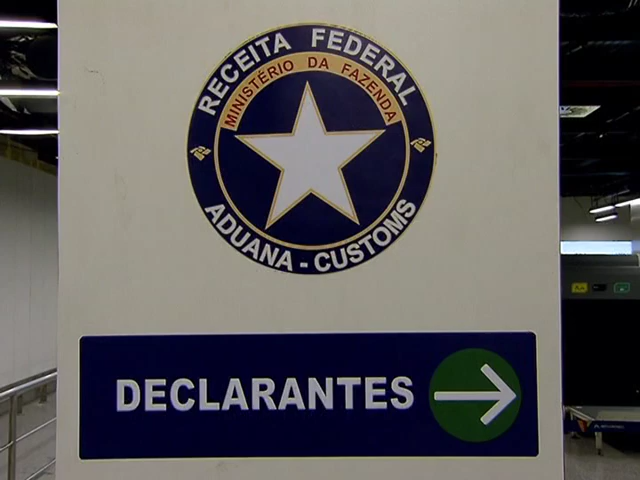 RECEITA FEDERAL
MINISTÉRIO DA FAZENDA
ADUANA - CUSTOMS
DECLARANTES